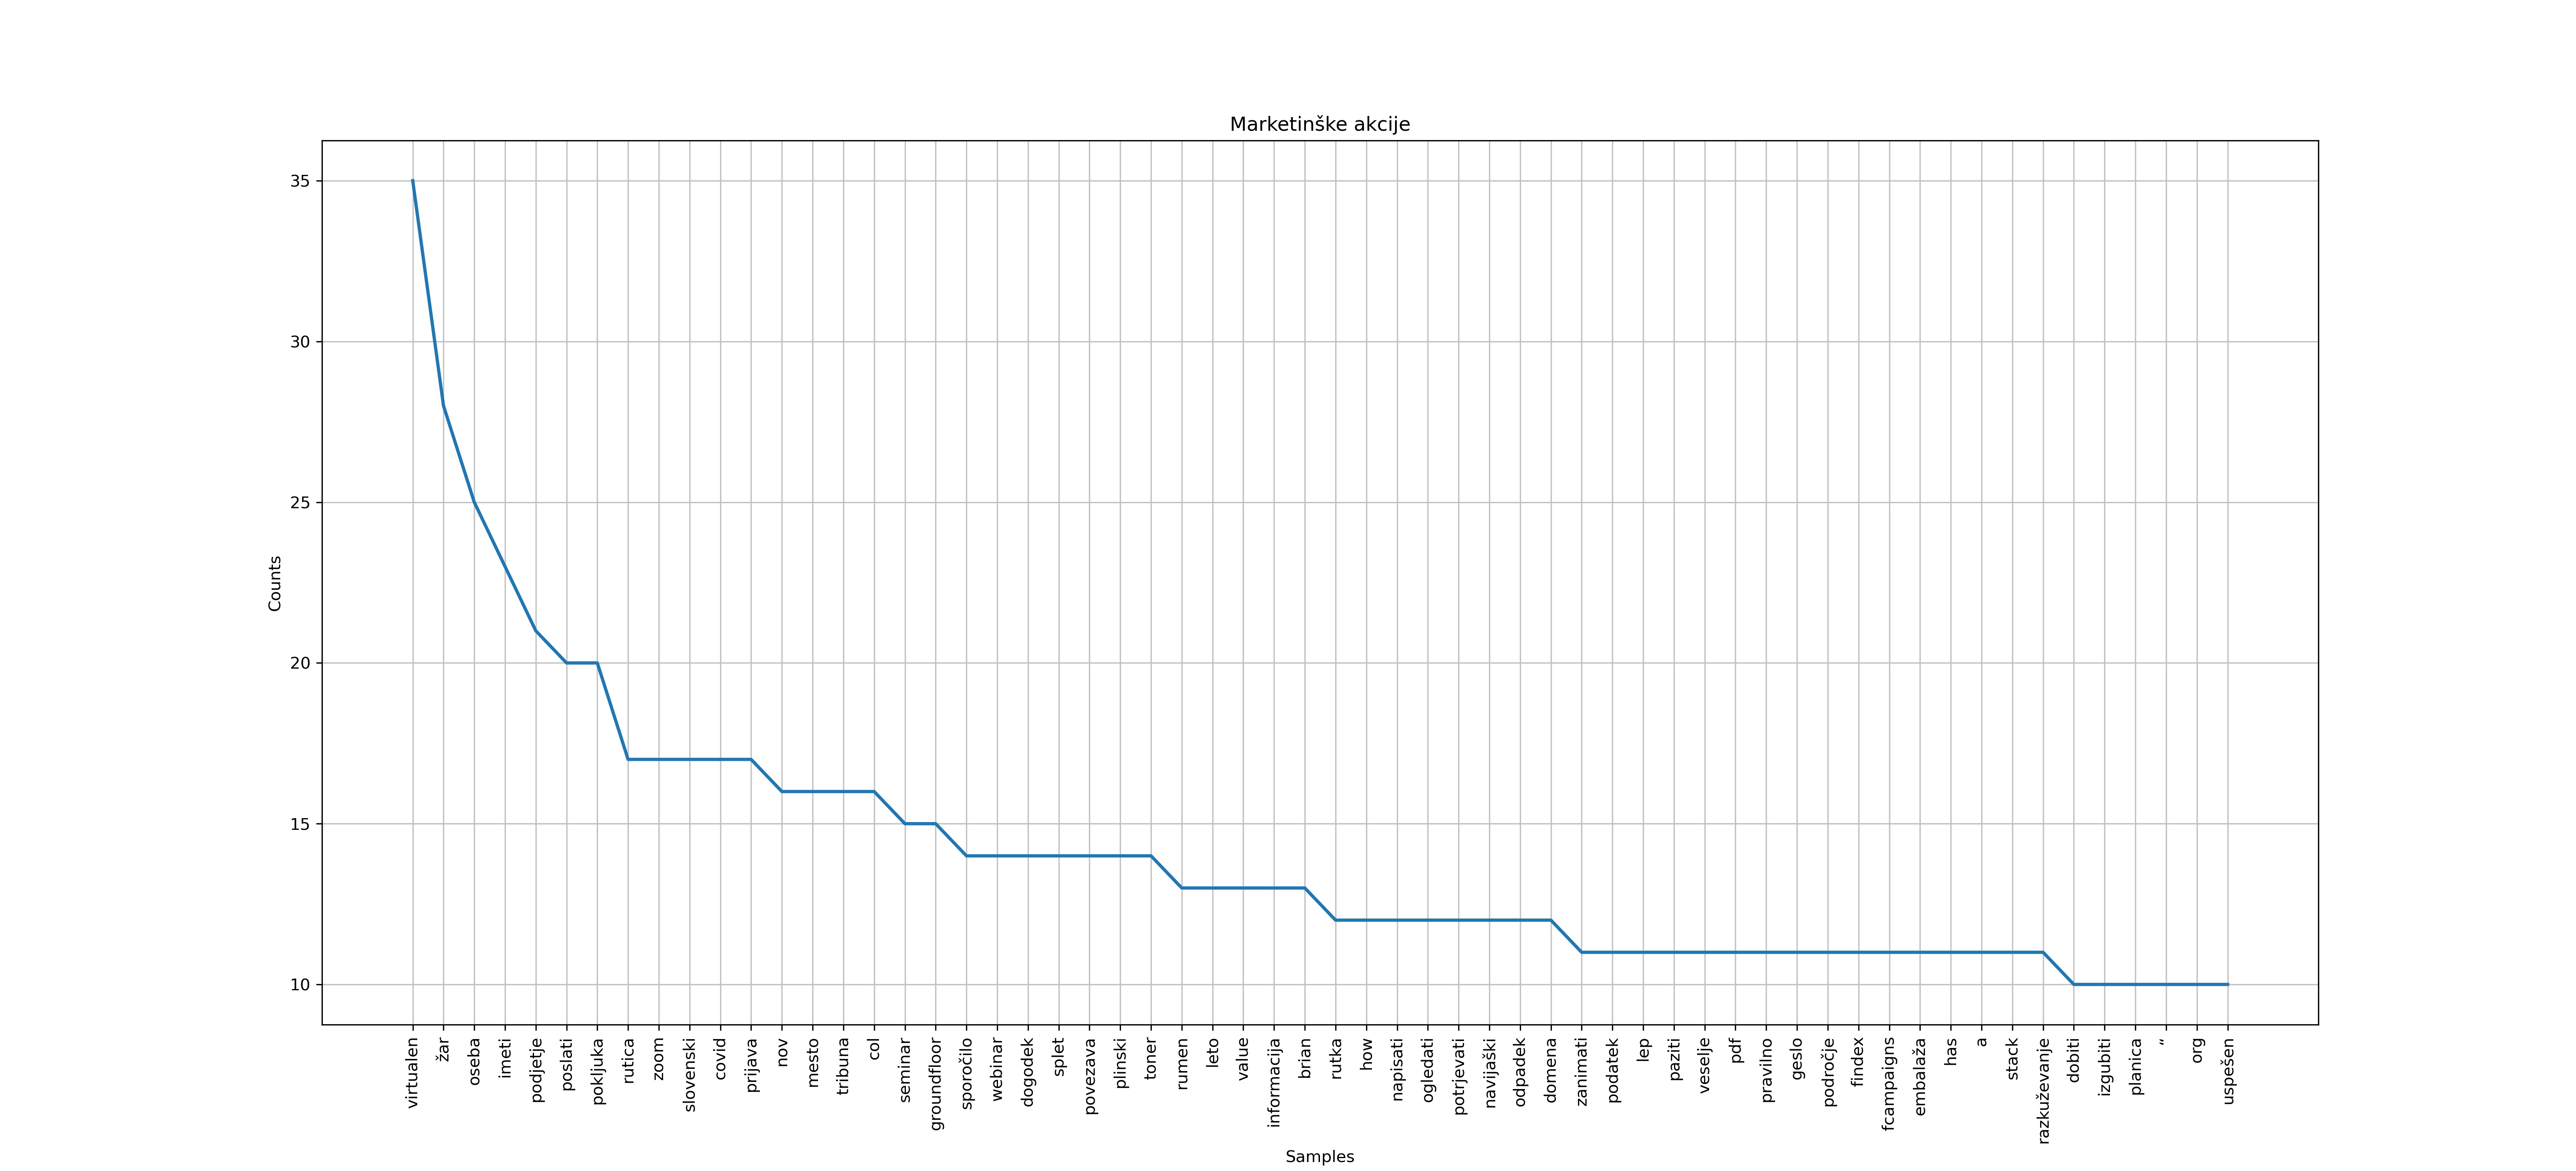 Marketinške akcije
35
30
25
20
15
10
Counts
virtualen
žar
oseba
imeti
podjetje
poslati
pokljuka
rutica
zoom
slovenski
covid
prijava
nov
mesto
tribuna
col
seminar
groundfloor
sporočilo
webinar
dogodek
splet
povezava
plinski
toner
rumen
leto
value
informacija
brian
rutka
how
napisati
ogledati
potrjevati
navijaški
odpadek
domena
zanimati
podatek
lep
paziti
veselje
pdf
pravilno
geslo
področje
findex
fcampaigns
embalaža
has
a
stack
razkuževanje
dobiti
izgubiti
planica
“
org
uspešen
Samples